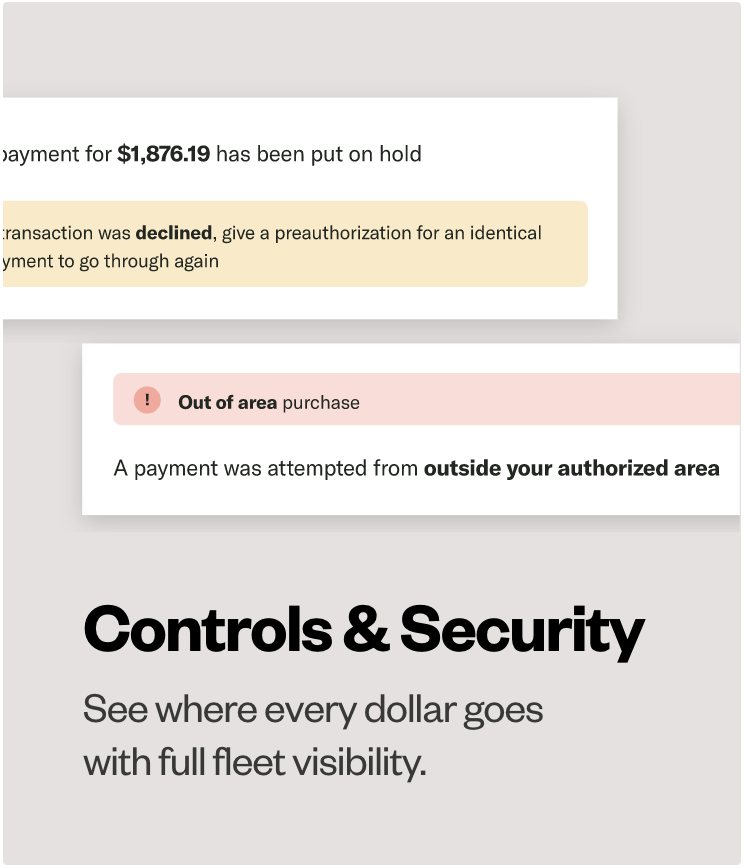 payment for $1,876.19 has been put on hold
transaction was declined, give a preauthorization for an identical
yment to go through again
! Out of area purchase
A payment was attempted from outside your authorized area
Controls & Security
See where every dollar goes
with full fleet visibility.